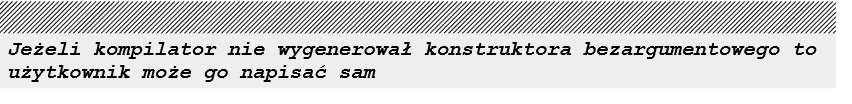 Jeżeli kompilator nie wygenerował konstruktora bezargumentowego to
użytkownik może go napisać sam